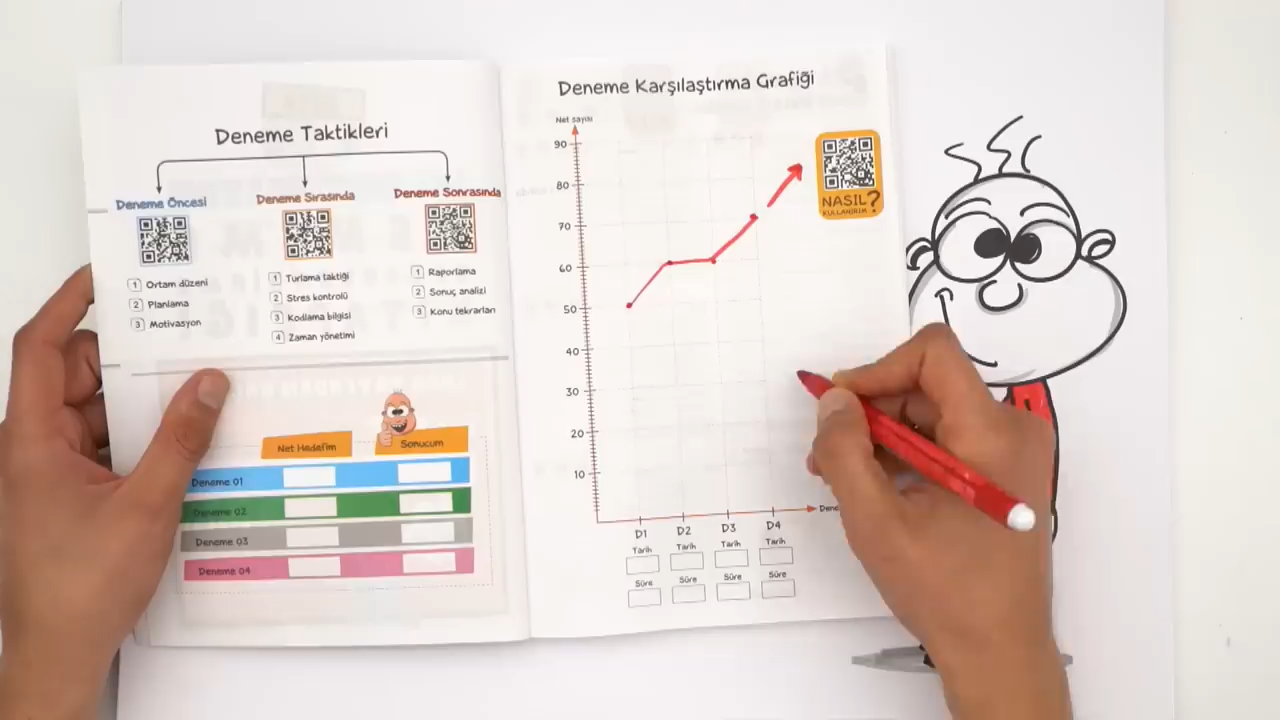 Deneme Taktikleri
Deneme Öncesi
1 Ortam düzeni
2 Planlama
3 Motivasyon
Deneme Sırasında
1 Turlama taktiği
2 Stres kontrolü
3 Kodlama bilgisi
4 Zaman yönetimi
Deneme Sonrasında
1 Raporlama
2 Sonuç analizi
3 Konu tekrarları
Net Hedefim
Sonucum
Deneme 01
Deneme 02
Deneme 03
Deneme 04
Deneme Karşılaştırma Grafiği
Net sayısı
90
80
70
60
50
40
30
20
10
D1 D2 D3 D4
Tarih Tarih Tarih Tarih
Süre Süre Süre Süre
NASIL?
KULLANIRIM